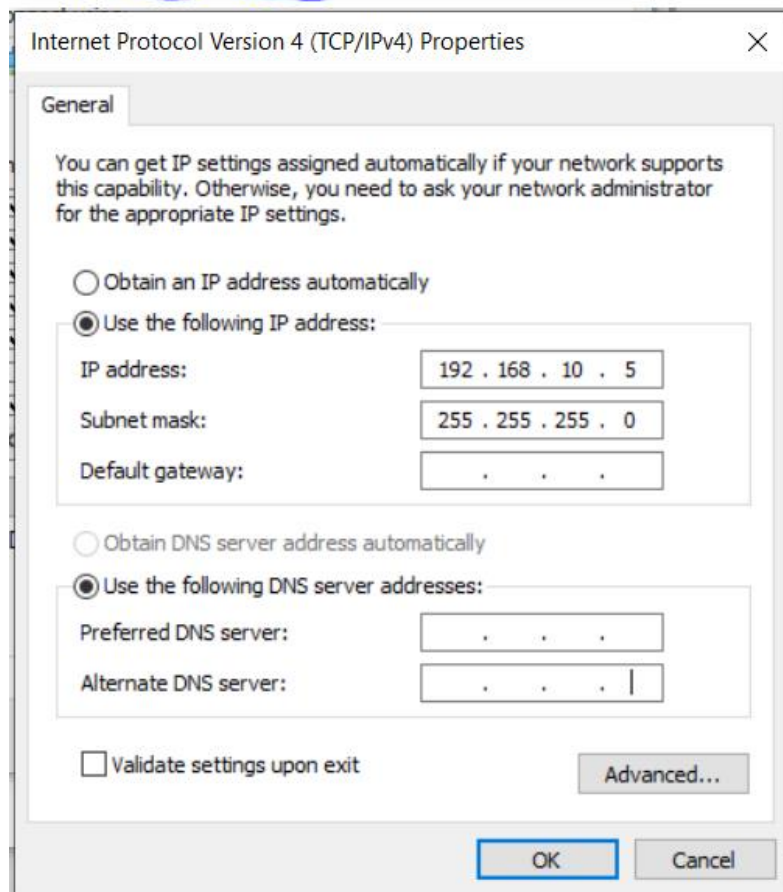 Internet Protocol Version 4 (TCP/IPv4) Properties
General
You can get IP settings assigned automatically if your network supports
this capability. Otherwise, you need to ask your network administrator
for the appropriate IP settings.
Obtain an IP address automatically
Use the following IP address:
IP address: 192 . 168 . 10 . 5
Subnet mask: 255 . 255 . 255 . 0
Default gateway: . . .
Obtain DNS server address automatically
Use the following DNS server addresses:
Preferred DNS server: . . .
Alternate DNS server: . . .
Validate settings upon exit
Advanced...
OK Cancel